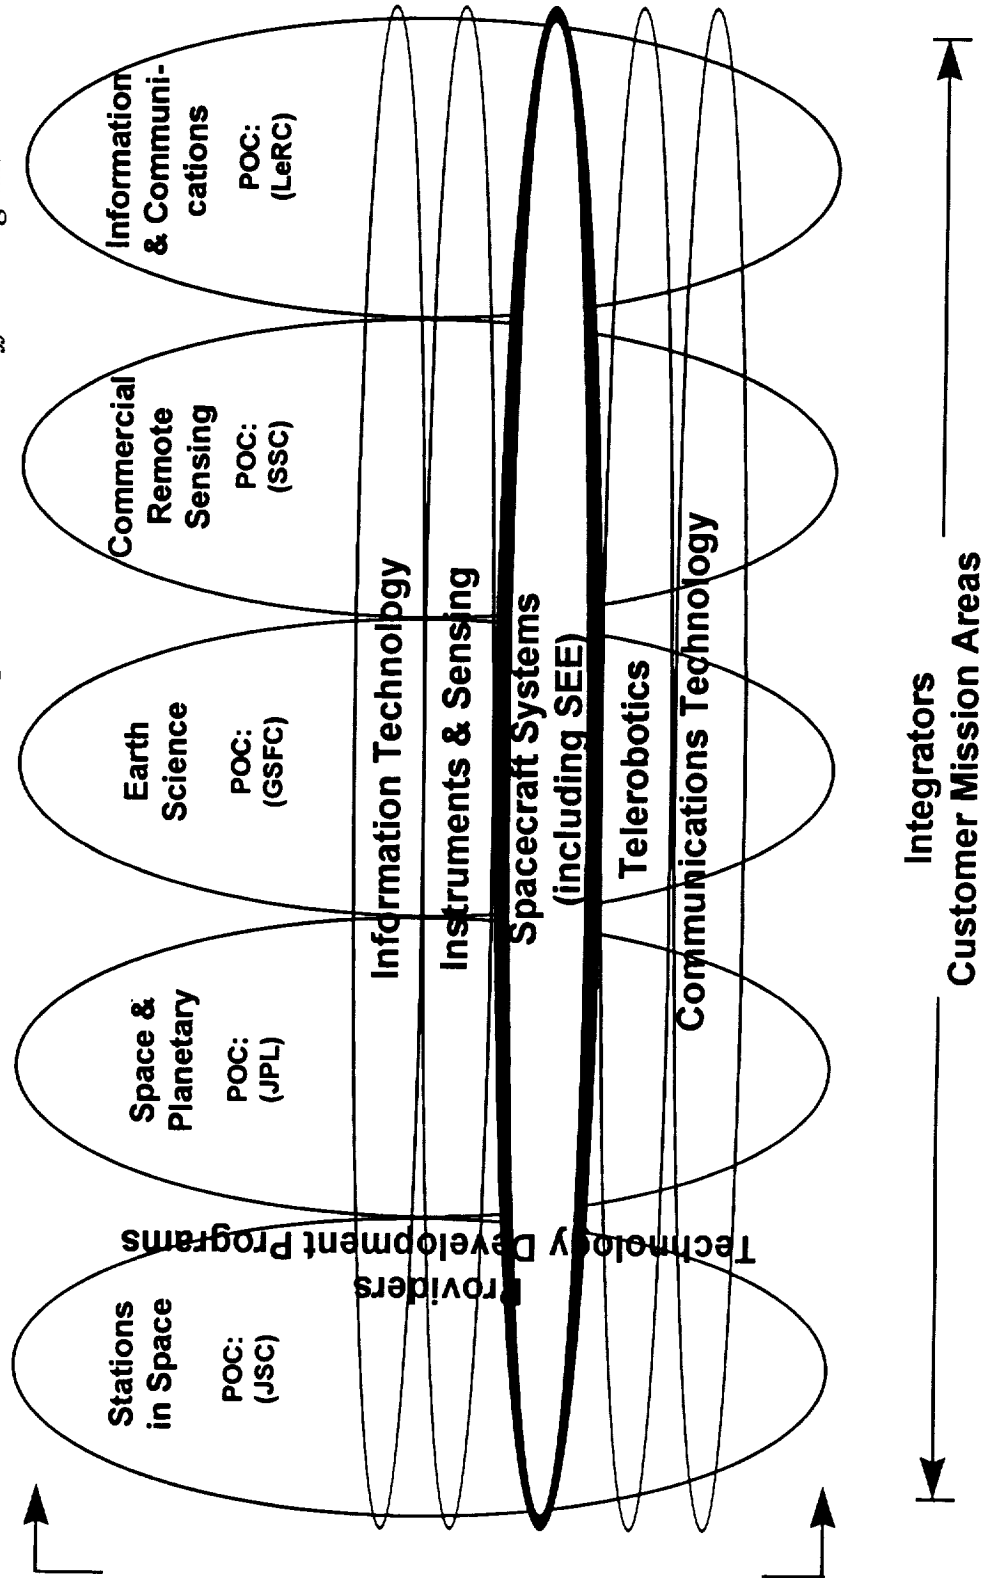 Stations
in Space
POC:
(JSC)
Space &
Planetary
POC:
(JPL)
Earth
Science
POC:
(GSFC)
Commercial
Remote
Sensing
POC:
(SSC)
Information
& Communi-
cations
POC:
(LeRC)
Providers
Technology Development Programs
Information Technology
Instruments & Sensing
Spacecraft Systems
(including SEE)
Telerobotics
Communications Technology
Integrators
Customer Mission Areas